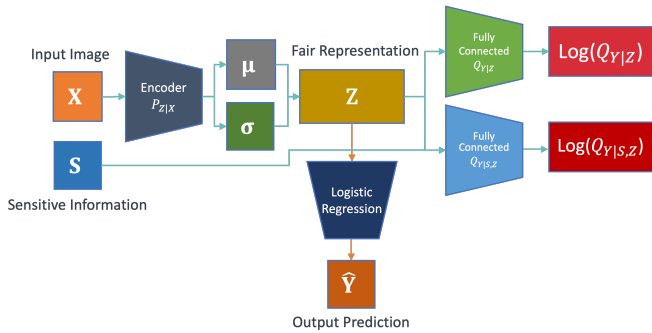 Input Image
X
Encoder
P_{Z|X}
μ
σ
Fair Representation
Z
Fully
Connected
Q_{Y|Z}
Log(Q_{Y|Z})
S
Sensitive Information
Fully
Connected
Q_{Y|S,Z}
Log(Q_{Y|S,Z})
Logistic
Regression
Ŷ
Output Prediction